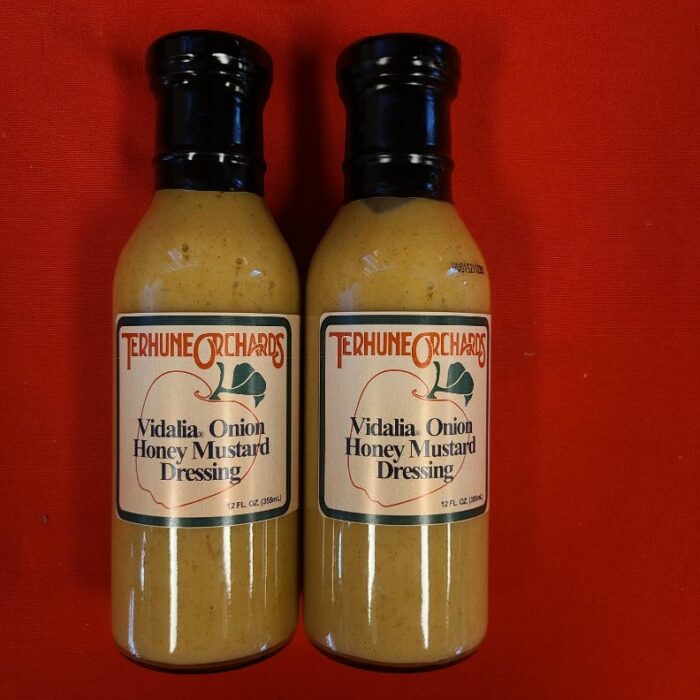 TERHUNE ORCHARDS
Vidalia® Onion
Honey Mustard
Dressing
12 FL. OZ. (355mL)
TERHUNE ORCHARDS
Vidalia® Onion
Honey Mustard
Dressing
12 FL. OZ. (355mL)